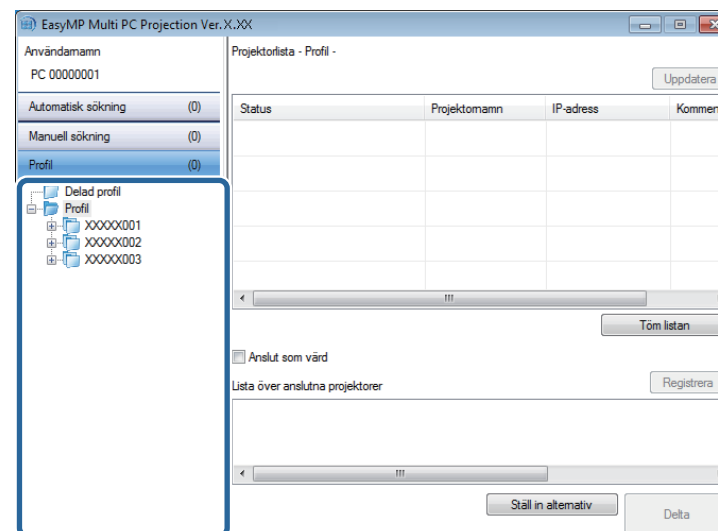 EasyMP Multi PC Projection Ver.X.XX
Användarnamn
PC 00000001
Automatisk sökning (0)
Manuell sökning (0)
Profil (0)
Delad profil
Profil
XXXXX001
XXXXX002
XXXXX003
Projektorlista - Profil -
Uppdatera
Status Projektornamn IP-adress Kommen
Töm listan
Anslut som värd
Lista över anslutna projektorer
Registrera
Ställ in alternativ
Delta